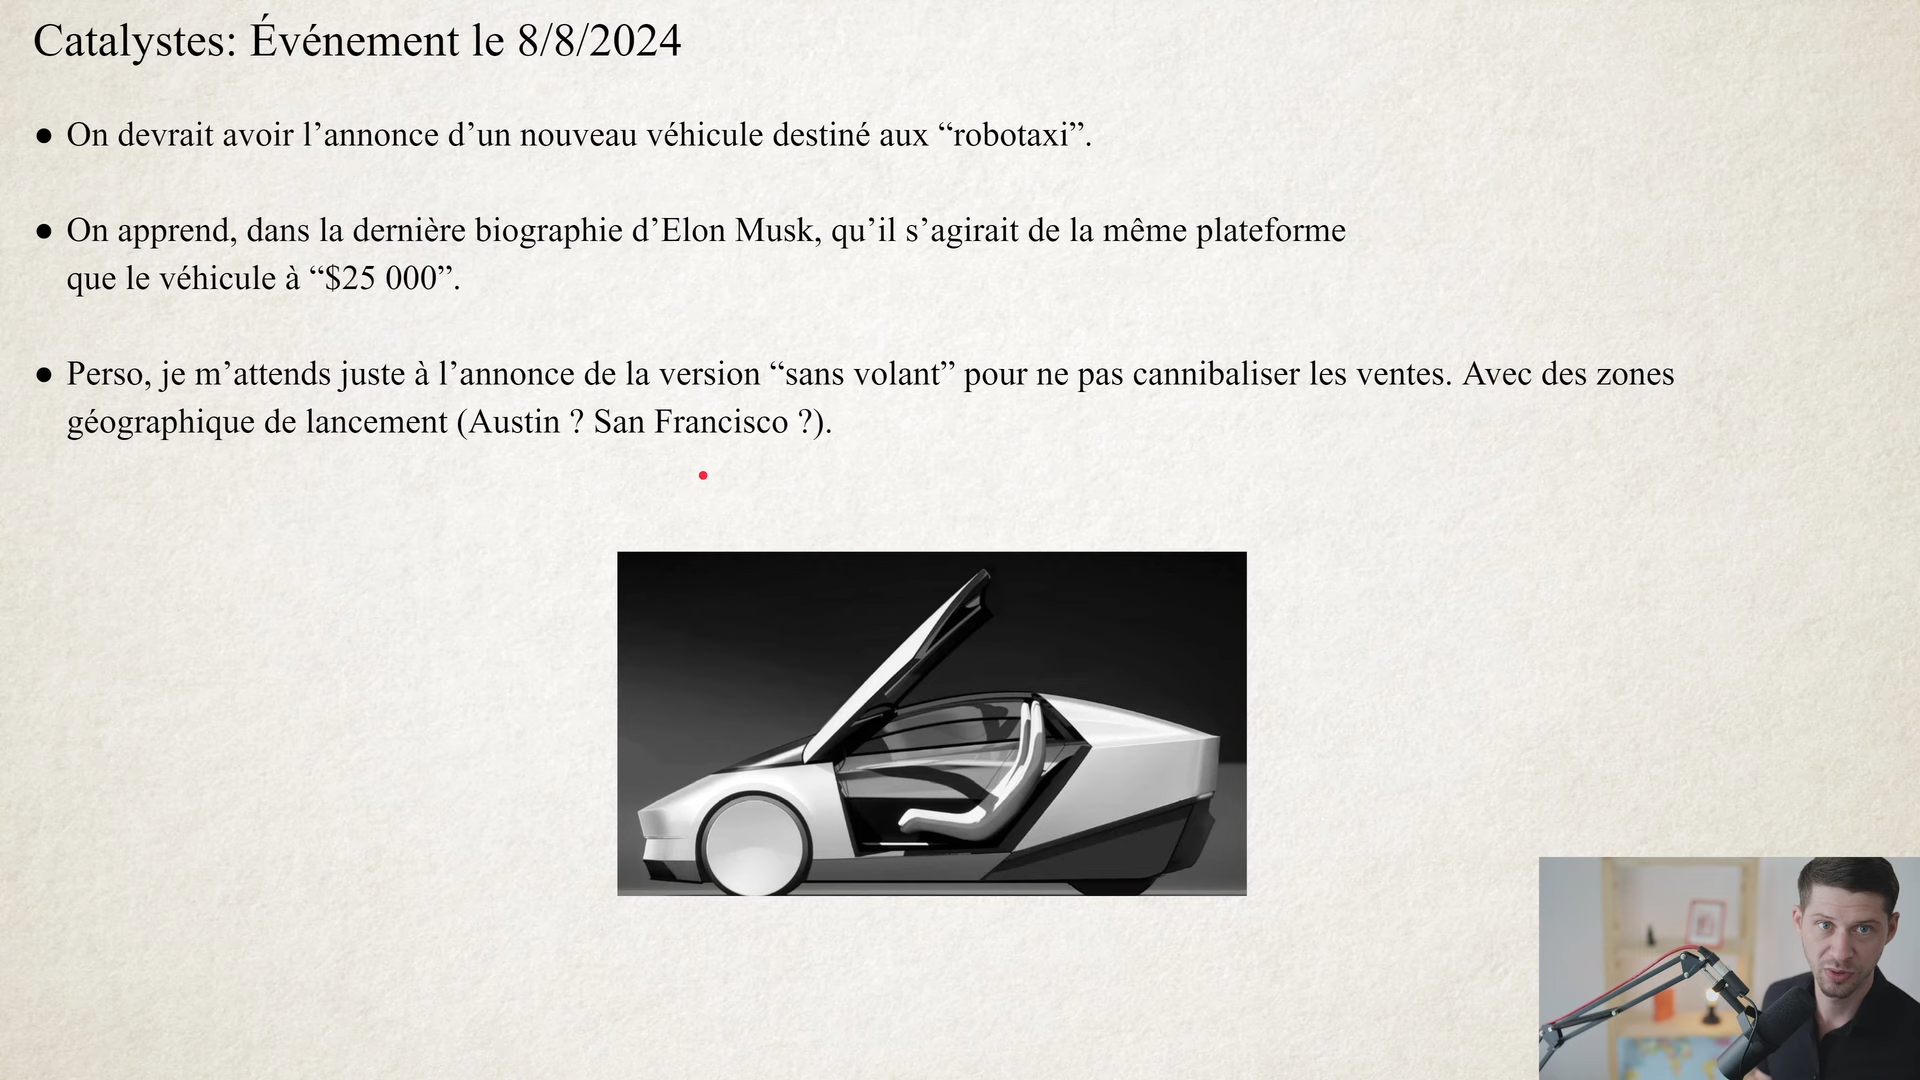 Catalystes: Événement le 8/8/2024
● On devrait avoir l’annonce d’un nouveau véhicule destiné aux “robotaxi”.
● On apprend, dans la dernière biographie d’Elon Musk, qu’il s’agirait de la même plateforme
que le véhicule à “$25 000”.
● Perso, je m’attends juste à l’annonce de la version “sans volant” pour ne pas cannibaliser les ventes. Avec des zones
géographique de lancement (Austin ? San Francisco ?).